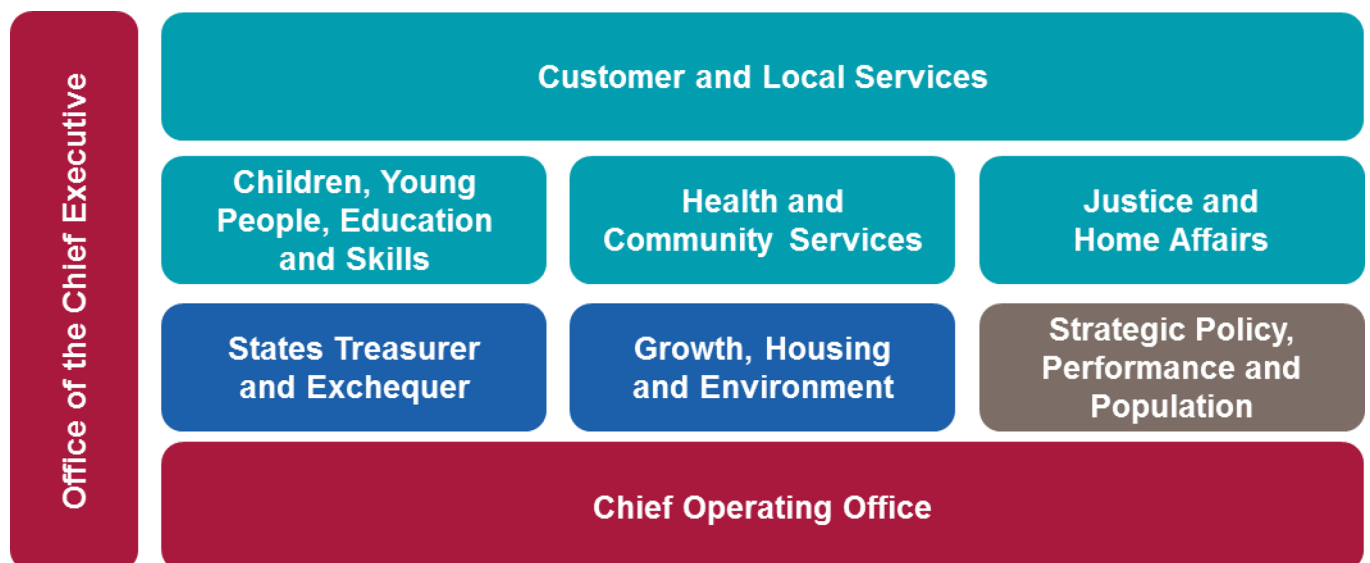 Office of the Chief Executive
Customer and Local Services
Children, Young
People, Education
and Skills
Health and
Community Services
Justice and
Home Affairs
States Treasurer
and Exchequer
Growth, Housing
and Environment
Strategic Policy,
Performance and
Population
Chief Operating Office